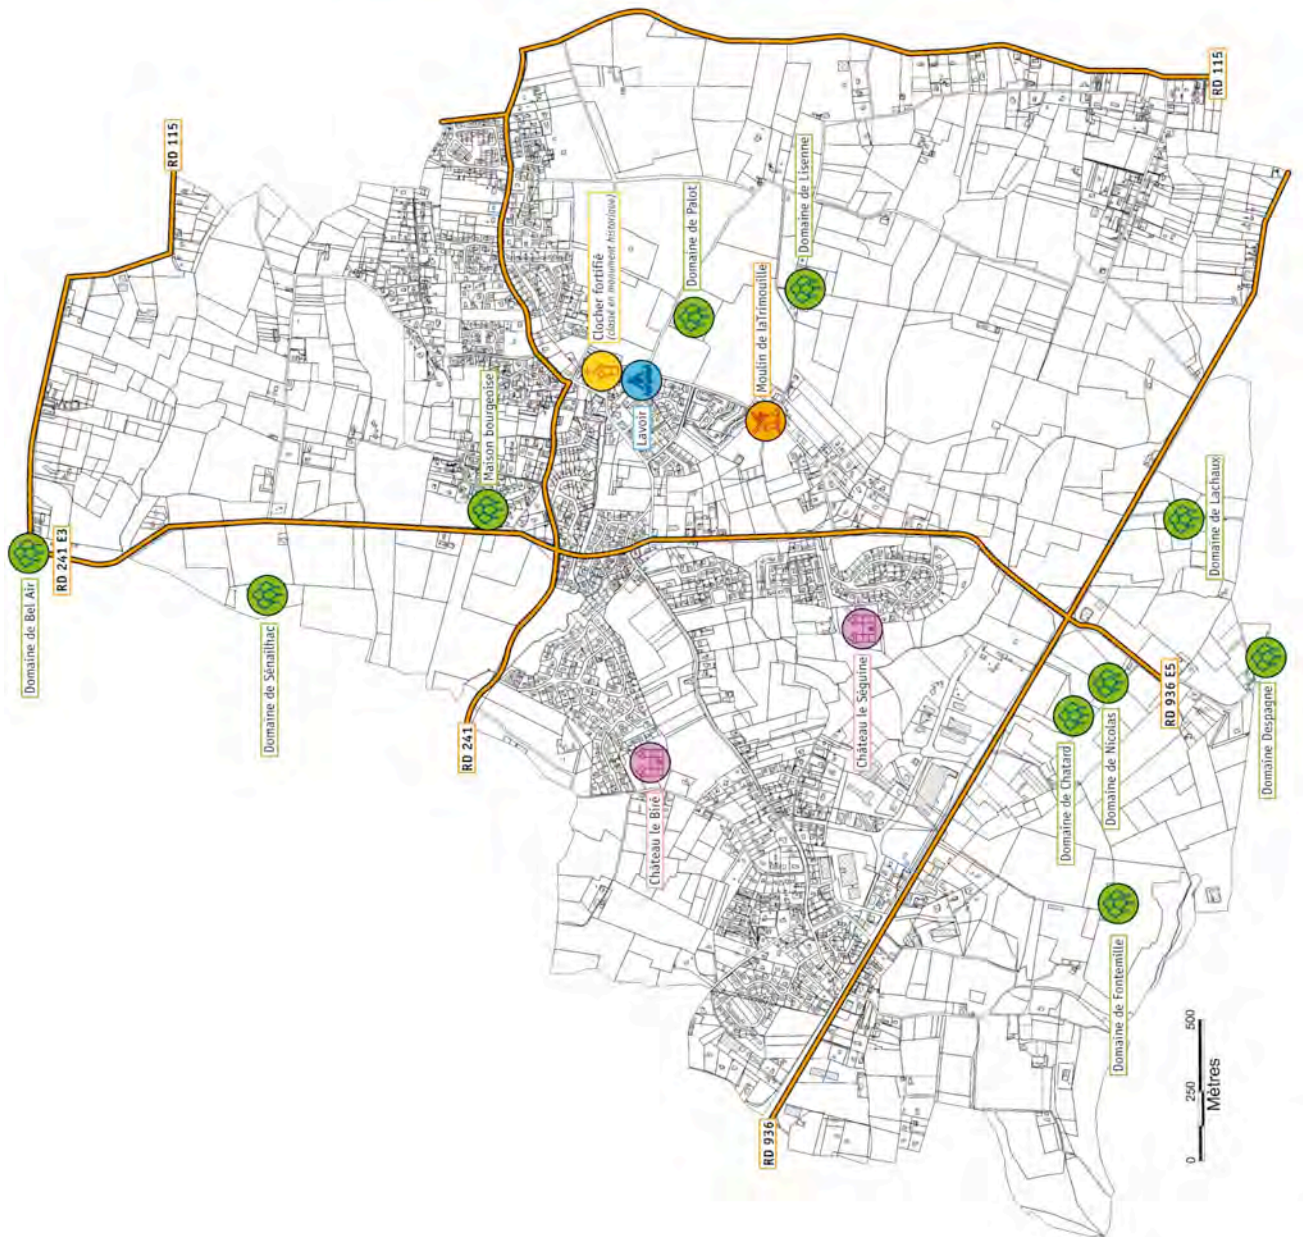 Domaine de Bel Air
RD 241 E3
RD 115
Domaine de Sénailhac
RD 241
Maison bourgeoise
Clocher fortifié
(classé en monument historique)
Lavoir
Domaine de Palot
Moulin de laTrimouille
Domaine de Lisenne
RD 115
Château le Biré
Château le Séguine
Domaine de Lachaux
RD 936 E5
Domaine Despagne
Domaine de Nicolas
Domaine de Chatard
Domaine de Fontemille
RD 936
0 250 500
Mètres